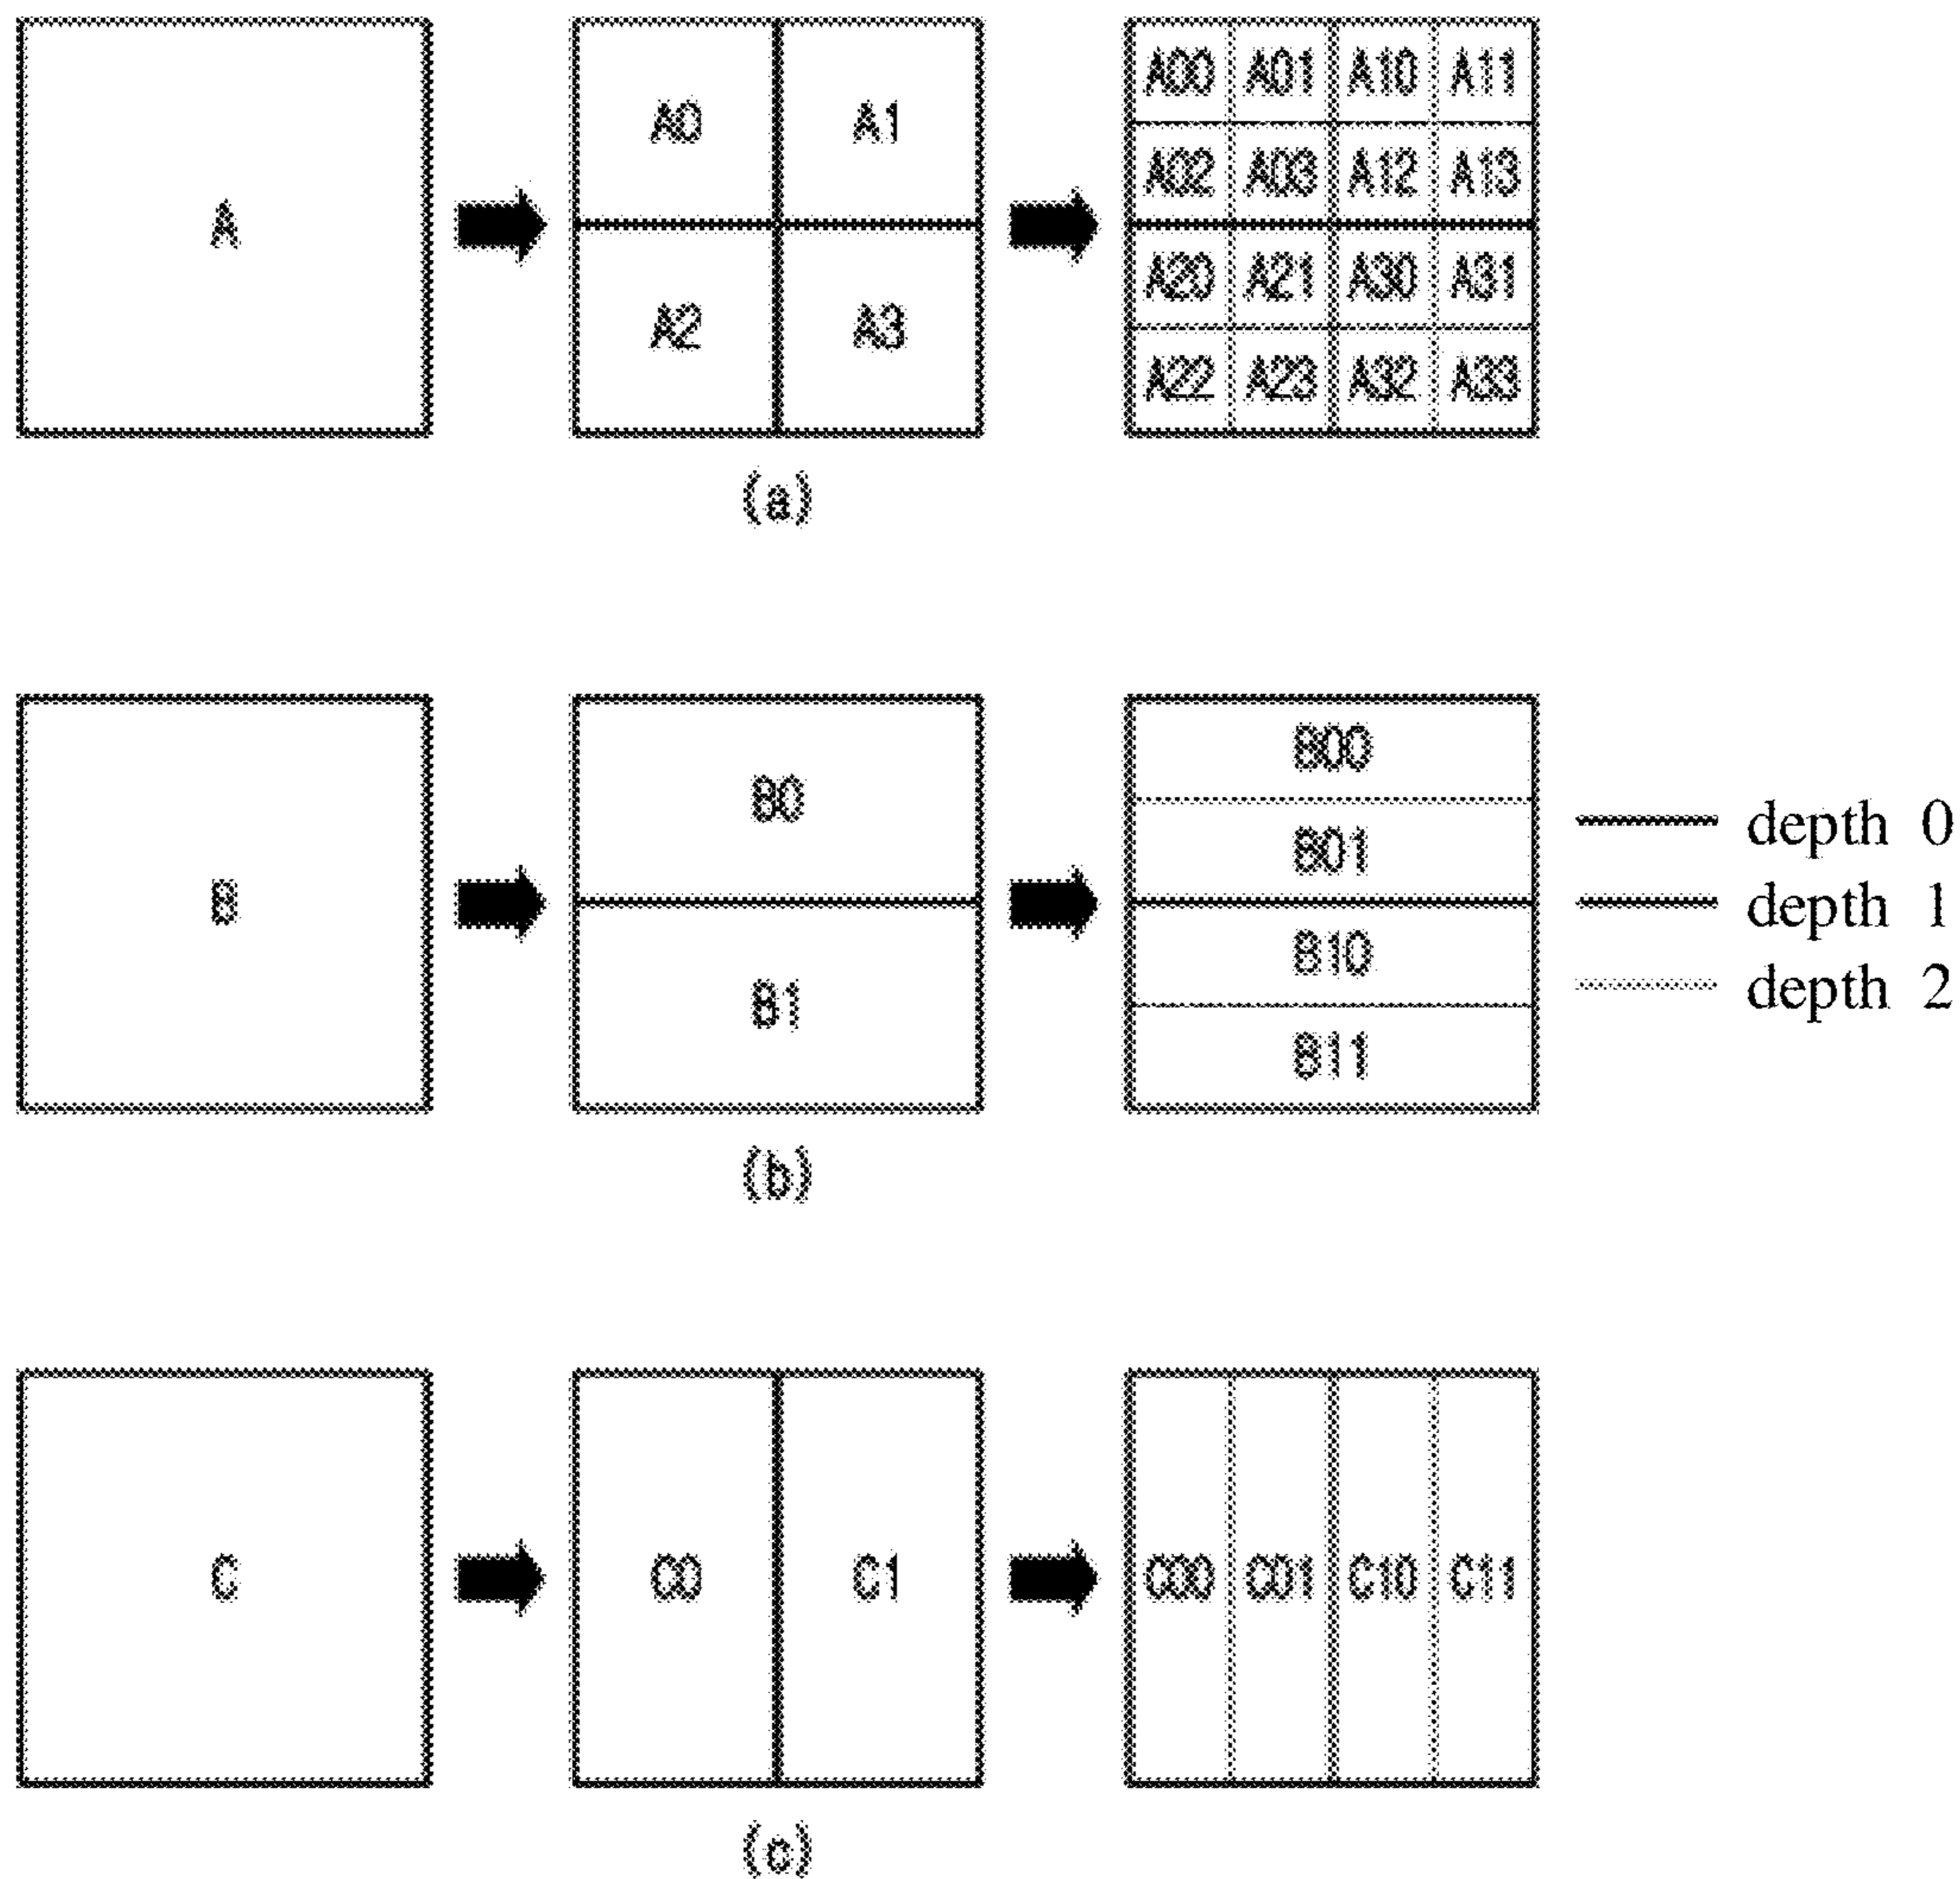 A
A0 A1
A2 A3
A00 A01 A10 A11
A02 A03 A12 A13
A20 A21 A30 A31
A22 A23 A32 A33
(a)
B
B0
B1
B00
B01
B10
B11
depth 0
depth 1
depth 2
(b)
C
C0 C1
C00 C01 C10 C11
(c)